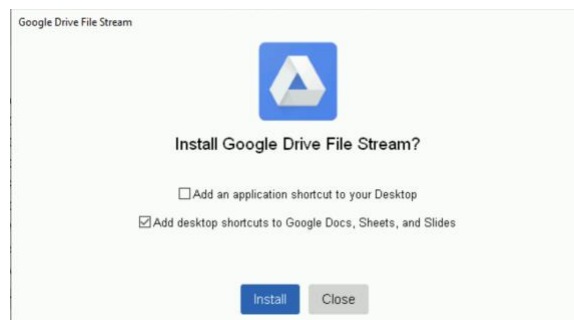 Google Drive File Stream
Install Google Drive File Stream?
Add an application shortcut to your Desktop
Add desktop shortcuts to Google Docs, Sheets, and Slides
Install Close